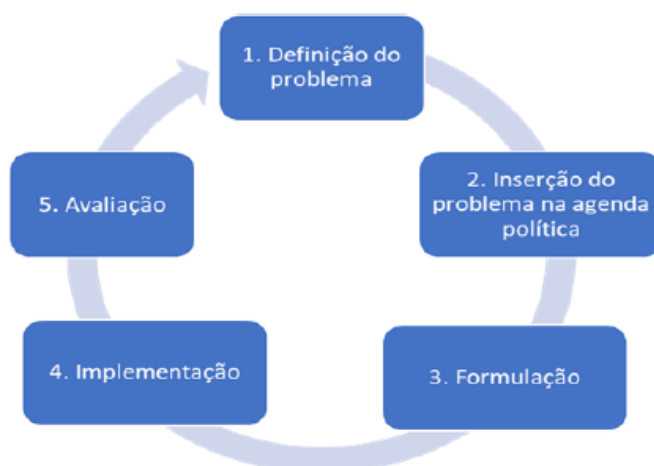 1. Definição do
problema
2. Inserção do
problema na agenda
política
3. Formulação
4. Implementação
5. Avaliação